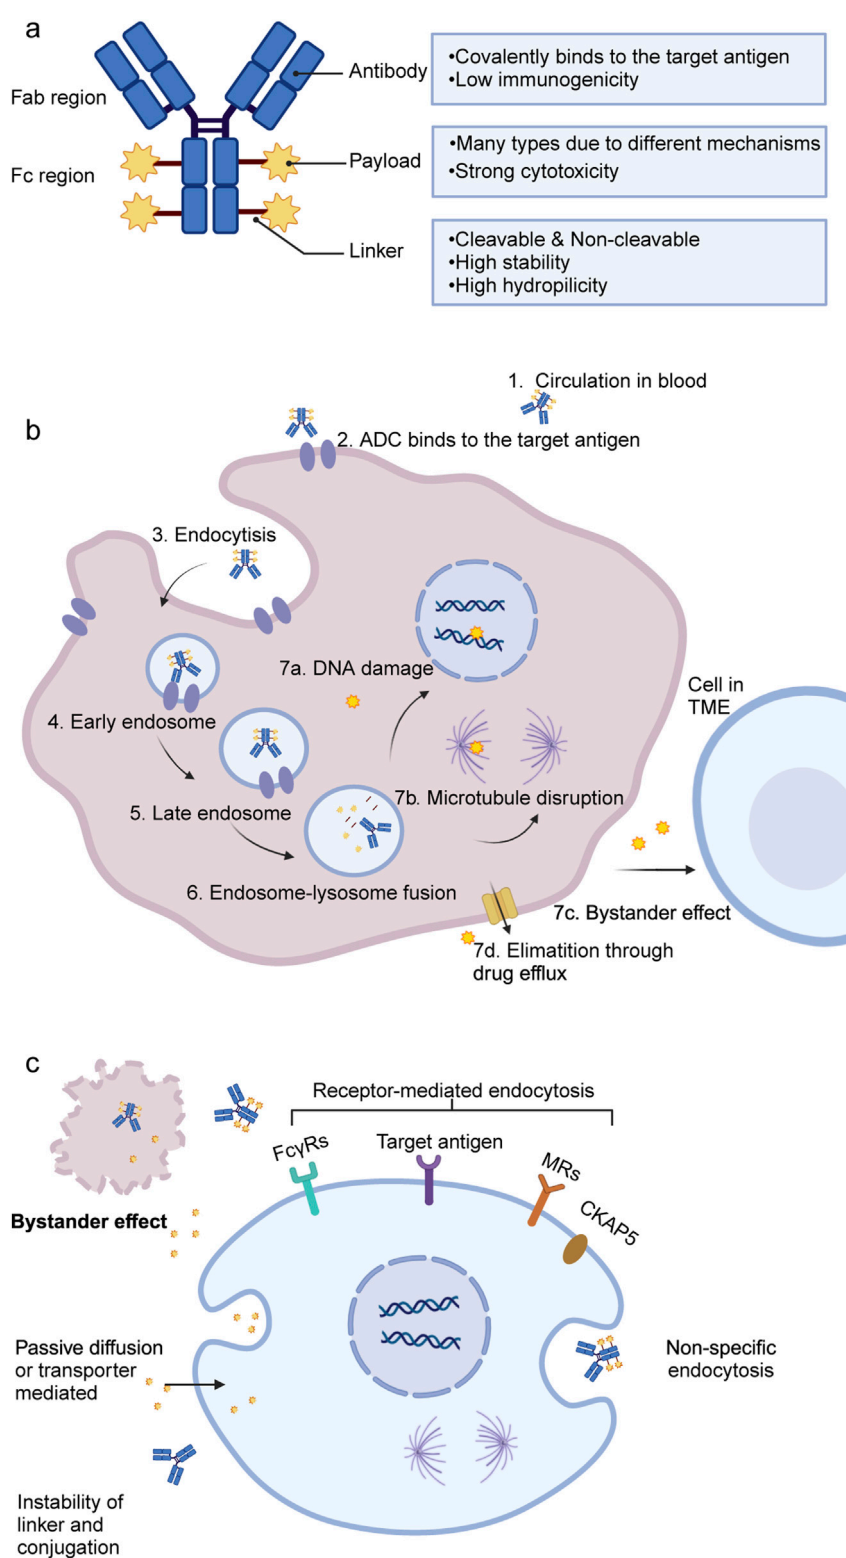 a
Fab region
Fc region
Antibody
Payload
Linker
•Covalently binds to the target antigen
•Low immunogenicity
•Many types due to different mechanisms
•Strong cytotoxicity
•Cleavable & Non-cleavable
•High stability
•High hydropilicity
b
1. Circulation in blood
2. ADC binds to the target antigen
3. Endocytisis
4. Early endosome
5. Late endosome
6. Endosome-lysosome fusion
7a. DNA damage
7b. Microtubule disruption
Cell in
TME
7c. Bystander effect
7d. Elimatition through
drug efflux
c
Receptor-mediated endocytosis
FcγRs
Target antigen
MRs
CKAP5
Bystander effect
Passive diffusion
or transporter
mediated
Non-specific
endocytosis
Instability of
linker and
conjugation